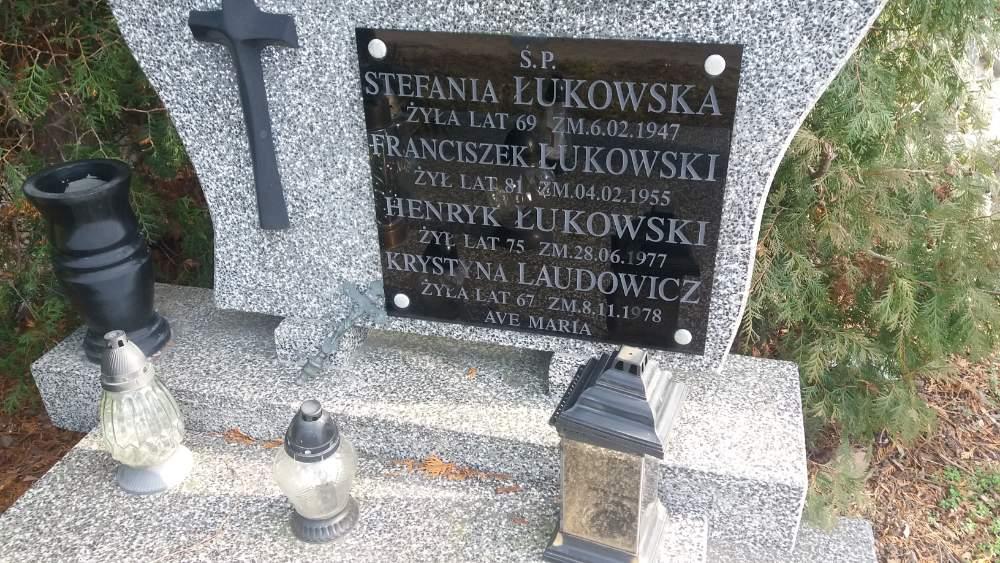 Ś.P.
STEFANIA ŁUKOWSKA
ŻYŁA LAT 69 ZM.6.02.1947
FRANCISZEK ŁUKOWSKI
ŻYŁ LAT 81 ZM.04.02.1955
HENRYK ŁUKOWSKI
ŻYŁ LAT 75 ZM.28.06.1977
KRYSTYNA LAUDOWICZ
ŻYŁA LAT 67 ZM.8.11.1978
AVE MARIA